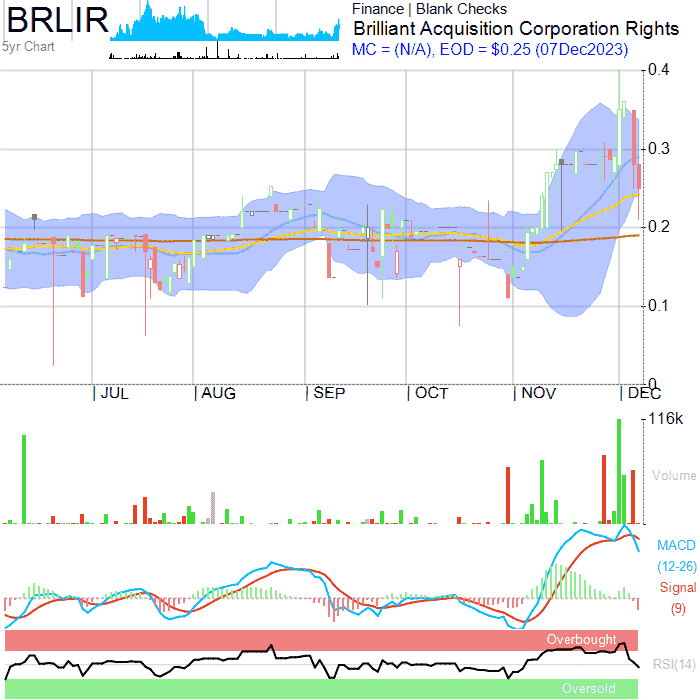 BRLIR
5yr Chart
Finance | Blank Checks
Brilliant Acquisition Corporation Rights
MC = (N/A), EOD = $0.25 (07Dec2023)
0.4
0.3
0.2
0.1
0
JUL
AUG
SEP
OCT
NOV
DEC
116k
Volume
MACD
(12-26)
Signal
(9)
Overbought
RSI(14)
Oversold